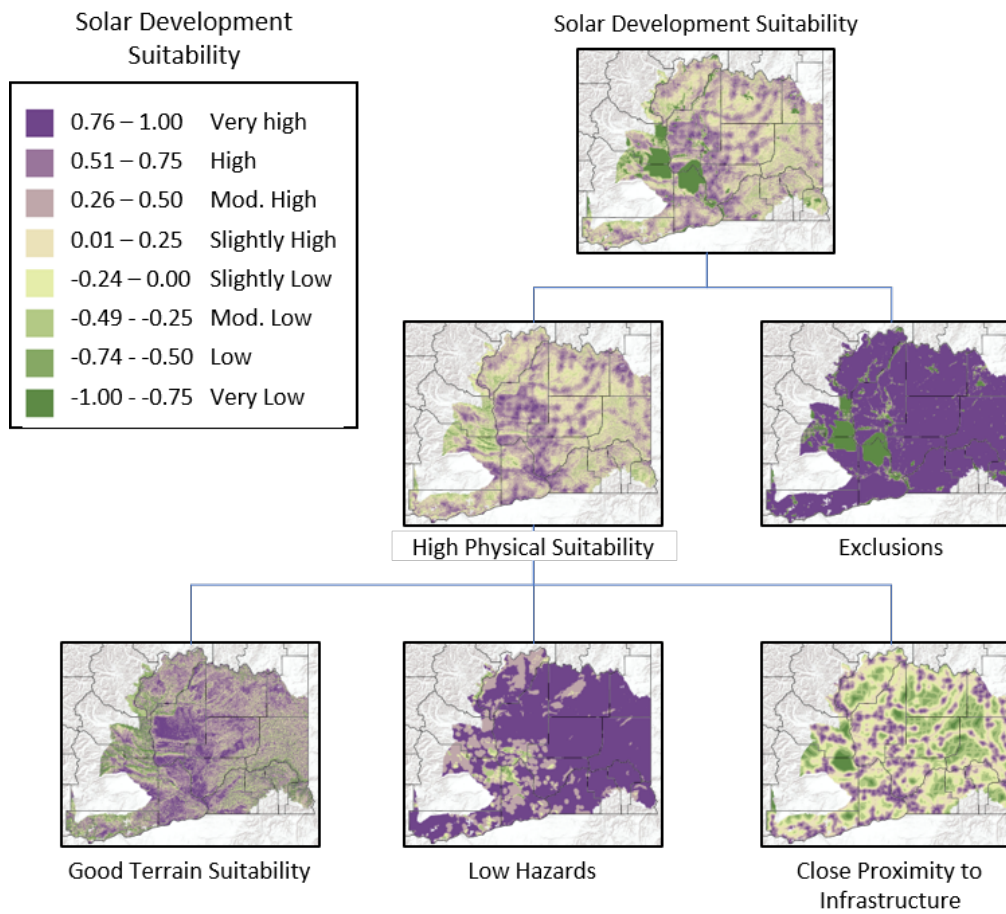 Solar Development
Suitability
0.76 – 1.00 Very high
0.51 – 0.75 High
0.26 – 0.50 Mod. High
0.01 – 0.25 Slightly High
-0.24 – 0.00 Slightly Low
-0.49 - -0.25 Mod. Low
-0.74 - -0.50 Low
-1.00 - -0.75 Very Low
Solar Development Suitability
High Physical Suitability
Exclusions
Good Terrain Suitability
Low Hazards
Close Proximity to
Infrastructure